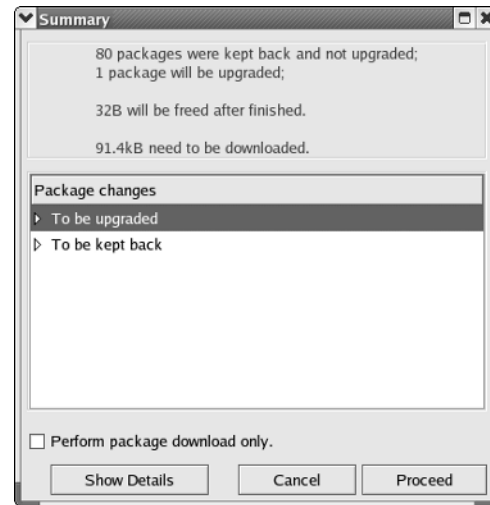 Summary
80 packages were kept back and not upgraded;
1 package will be upgraded;
32B will be freed after finished.
91.4kB need to be downloaded.
Package changes
To be upgraded
To be kept back
Perform package download only.
Show Details
Cancel
Proceed